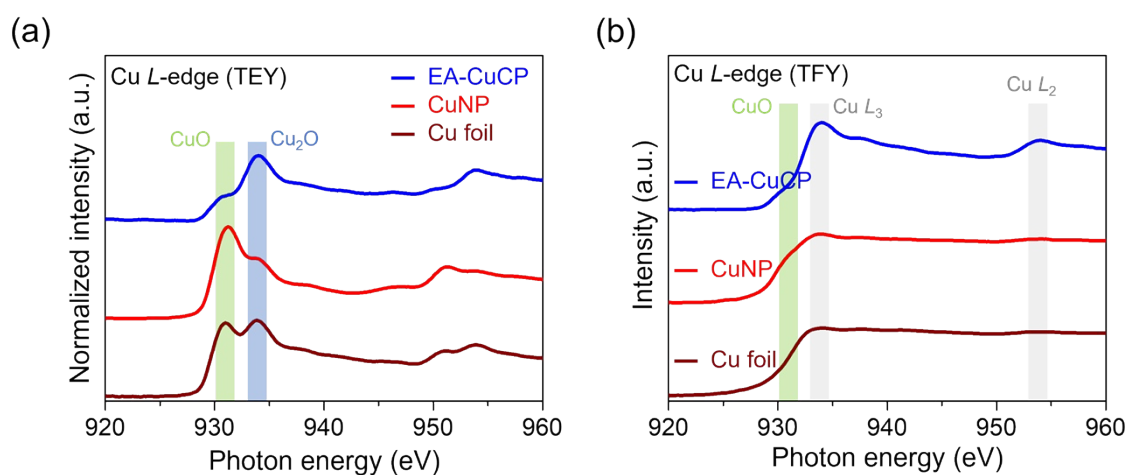 (a)
Cu L-edge (TEY)
EA-CuCP
CuNP
Cu foil
CuO
Cu₂O
Normalized intensity (a.u.)
920 930 940 950 960
Photon energy (eV)
(b)
Cu L-edge (TFY)
CuO
Cu L₃
Cu L₂
EA-CuCP
CuNP
Cu foil
Intensity (a.u.)
920 930 940 950 960
Photon energy (eV)